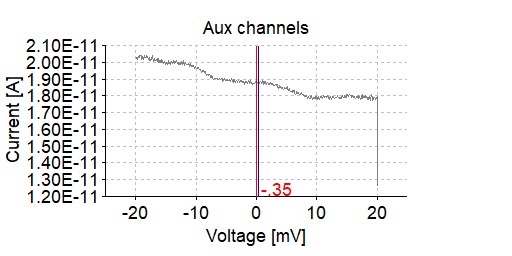 Aux channels
Current [A]
2.10E-11
2.00E-11
1.90E-11
1.80E-11
1.70E-11
1.60E-11
1.50E-11
1.40E-11
1.30E-11
1.20E-11
-.35
-20 -10 0 10 20
Voltage [mV]